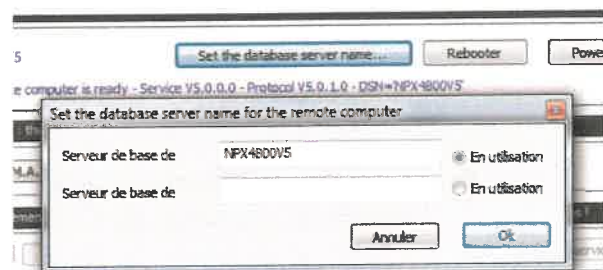 Set the database server name...
Rebooter
Power
computer is ready - Service V5.0.0.0 - Protocol V5.0.1.0 - DSN='NPX4800V5'
Set the database server name for the remote computer
Serveur de base de
NPX4800V5
En utilisation
Serveur de base de
En utilisation
Annuler
Ok